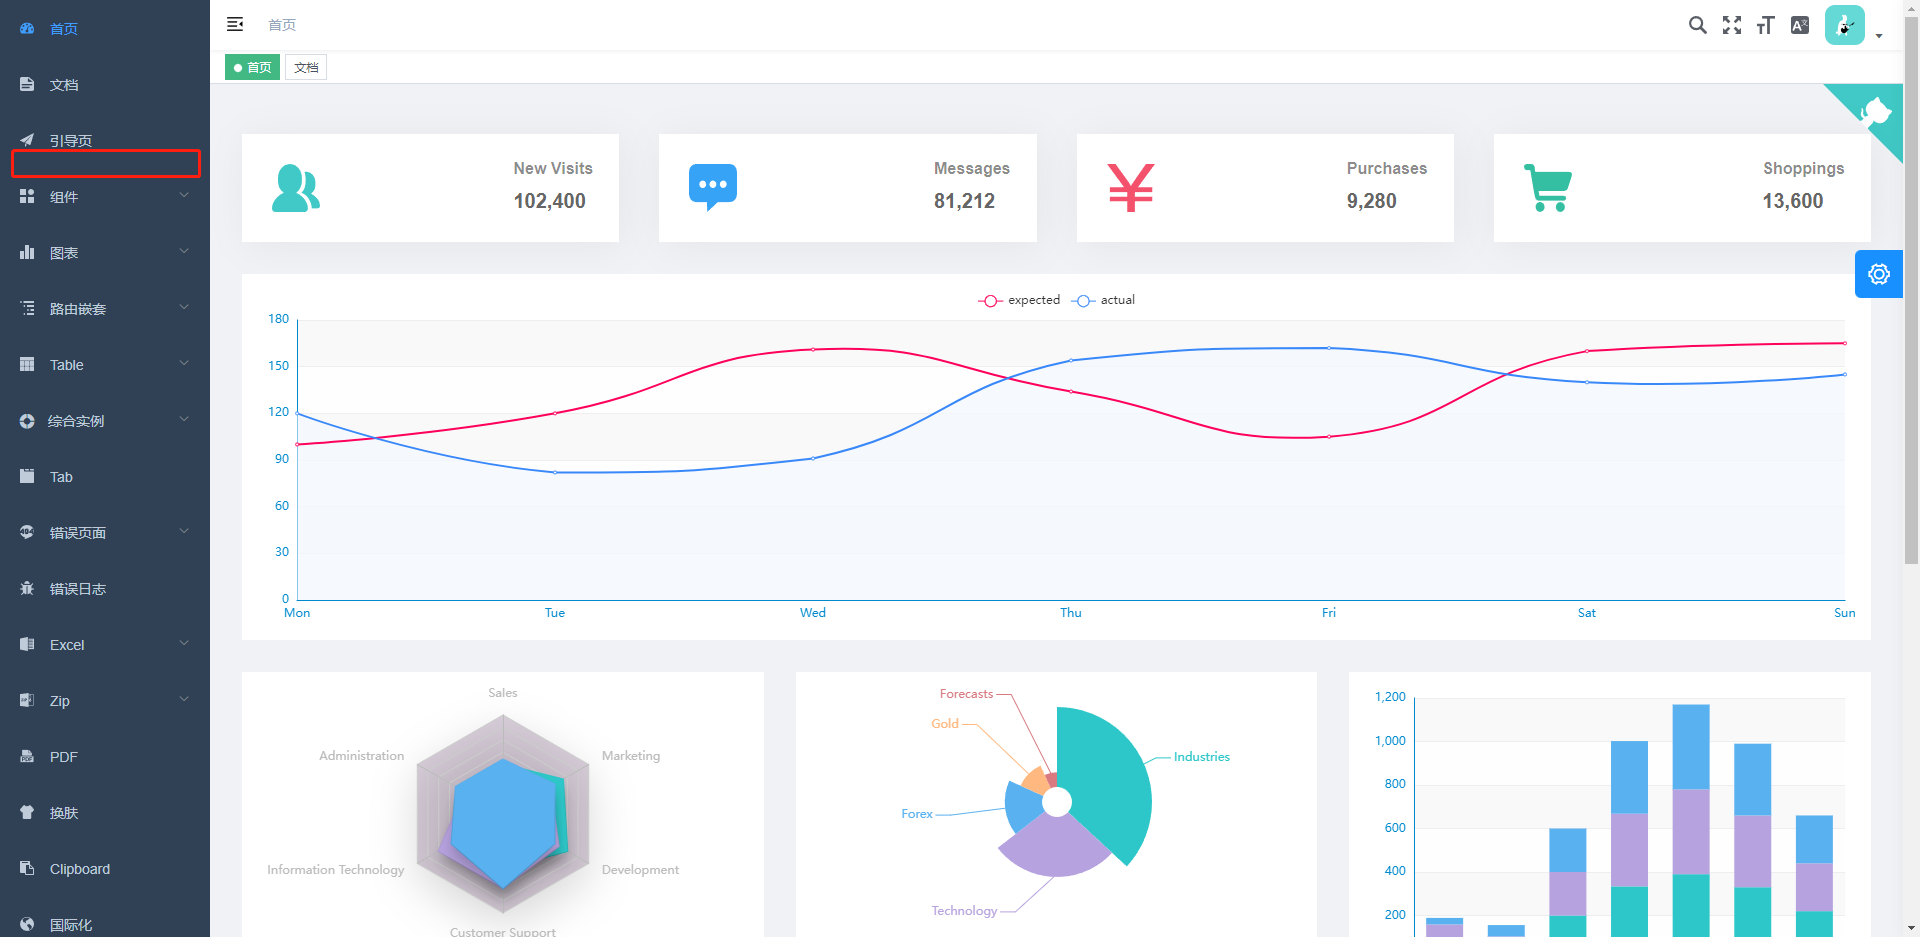 首页
文档
引导页
组件
图表
路由嵌套
Table
综合实例
Tab
错误页面
错误日志
Excel
Zip
PDF
换肤
Clipboard
国际化
首页
首页
文档
New Visits
102,400
Messages
81,212
Purchases
9,280
Shoppings
13,600
expected
actual
180
150
120
90
60
30
0
Mon
Tue
Wed
Thu
Fri
Sat
Sun
Sales
Administration
Marketing
Information Technology
Development
Customer Support
Forecasts
Gold
Industries
Forex
Technology
1,200
1,000
800
600
400
200